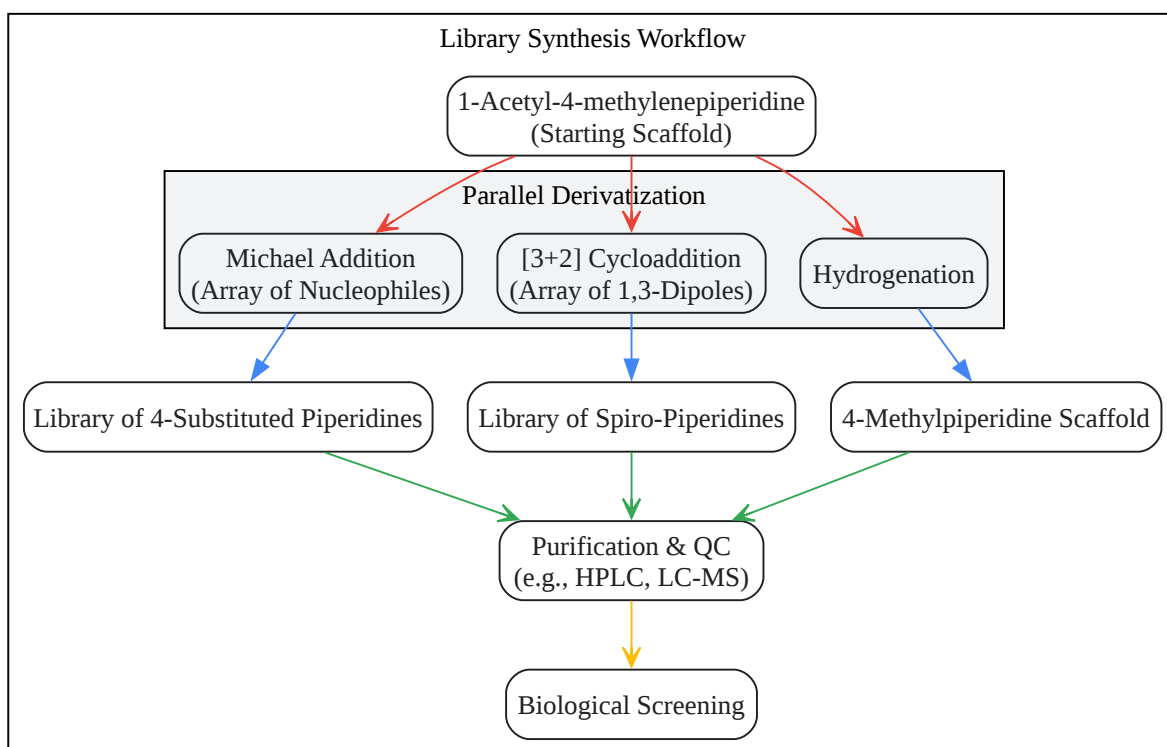 Library Synthesis Workflow
1-Acetyl-4-methylenepiperidine
(Starting Scaffold)
Parallel Derivatization
Michael Addition
(Array of Nucleophiles)
[3+2] Cycloaddition
(Array of 1,3-Dipoles)
Hydrogenation
Library of 4-Substituted Piperidines
Library of Spiro-Piperidines
4-Methylpiperidine Scaffold
Purification & QC
(e.g., HPLC, LC-MS)
Biological Screening